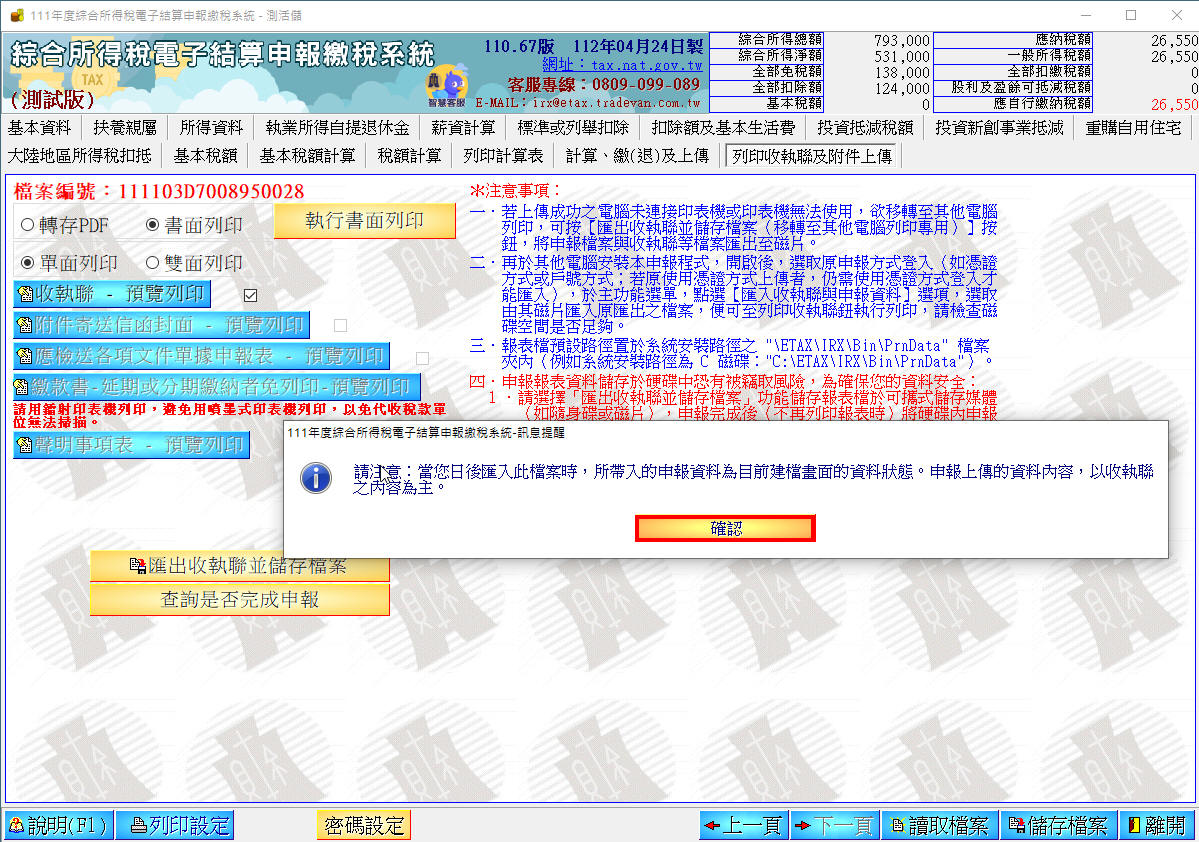 111年度綜合所得稅電子結算申報繳稅系統 - 測活儲
綜合所得稅電子結算申報繳稅系統
TAX
(測試版)
110.67版 112年04月24日製
網址：tax.nat.gov.tw
客服專線：0809-099-089
E-MAIL：irx@etax.tradevan.com.tw
智慧客服
綜合所得總額 793,000 應納稅額 26,550
綜合所得淨額 531,000 一般所得稅額 26,550
全部免稅額 138,000 全部扣繳稅額 0
全部扣除額 124,000 股利及盈餘可抵減稅額 0
基本稅額 0 應自行繳納稅額 26,550
基本資料 扶養親屬 所得資料 執業所得自提退休金 薪資計算 標準或列舉扣除 扣除額及基本生活費 投資抵減稅額 投資新創事業抵減 重購自用住宅
大陸地區所得稅扣抵 基本稅額 基本稅額計算 稅額計算 列印計算表 計算、繳(退)及上傳 列印收執聯及附件上傳
檔案編號：111103D7008950028
轉存PDF 書面列印 執行書面列印
單面列印 雙面列印
收執聯 - 預覽列印
附件寄送信函封面 - 預覽列印
應檢送各項文件單據申報表 - 預覽列印
繳款書-延期或分期繳納者免列印-預覽列印
請用鐳射印表機列印，避免用噴墨式印表機列印，以免代收稅款單
位無法掃描。
聲明事項表 - 預覽列印
匯出收執聯並儲存檔案
查詢是否完成申報
＊注意事項：
一．若上傳成功之電腦未連接印表機或印表機無法使用，欲移轉至其他電腦
列印，可按［匯出收執聯並儲存檔案（移轉至其他電腦列印專用）］按
鈕，將申報檔案與收執聯等檔案匯出至磁片。
二．再於其他電腦安裝本申報程式，開啟後，選取原申報方式登入（如憑證
方式或戶號方式；若原使用憑證方式上傳者，仍需使用憑證方式登入才
能匯入），於主功能選單，點選［匯入收執聯與申報資料］選項，選取
由其磁片匯入原匯出之檔案，便可至列印收執聯鈕執行列印，請檢查磁
碟空間是否足夠。
三．報表檔預設路徑置於系統安裝路徑之 "\ETAX\IRX\Bin\PrnData" 檔案
夾內（例如系統安裝路徑為 C 磁碟："C:\ETAX\IRX\Bin\PrnData"）。
四．申報報表資料儲存於硬碟中恐有被竊取風險，為確保您的資料安全：
１．請選擇「匯出收執聯並儲存檔案」功能儲存報表檔於可攜式儲存媒體
（如隨身碟或磁片），申報完成後（不再列印報表時）將硬碟內申報
111年度綜合所得稅電子結算申報繳稅系統-訊息提醒
請注意：當您日後匯入此檔案時，所帶入的申報資料為目前建檔畫面的資料狀態。申報上傳的資料內容，以收執聯
之內容為主。
確認
說明(F1) 列印設定 密碼設定 上一頁 下一頁 讀取檔案 儲存檔案 離開